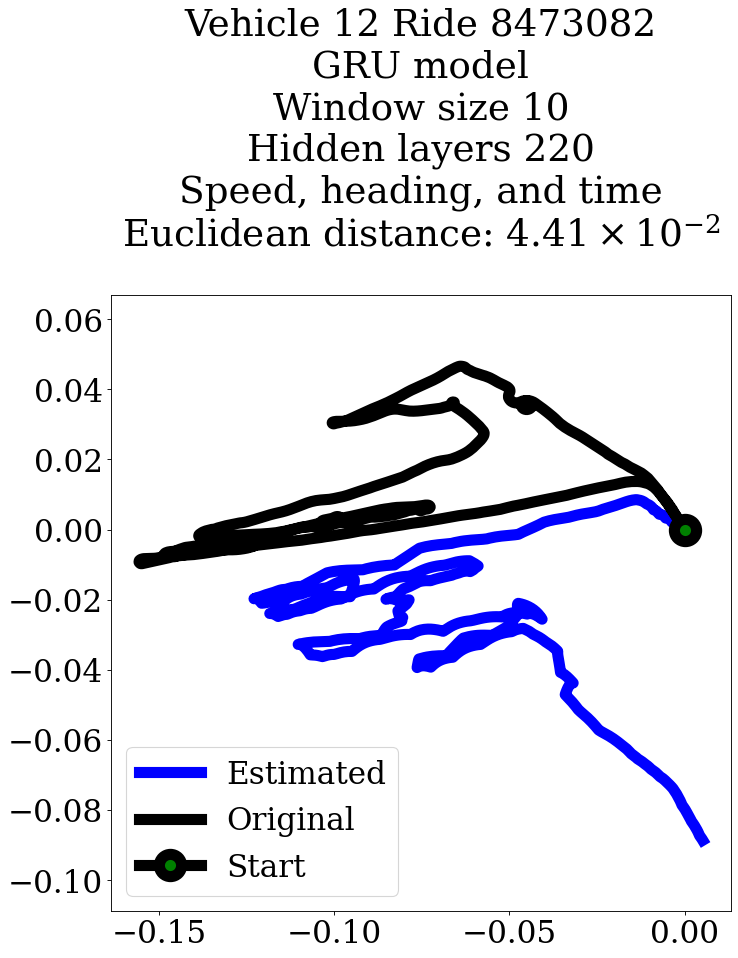 Vehicle 12 Ride 8473082
GRU model
Window size 10
Hidden layers 220
Speed, heading, and time
Euclidean distance: 4.41 × 10⁻²
0.06
0.04
0.02
0.00
−0.02
−0.04
−0.06
−0.08
−0.10
Estimated
Original
Start
−0.15 −0.10 −0.05 0.00